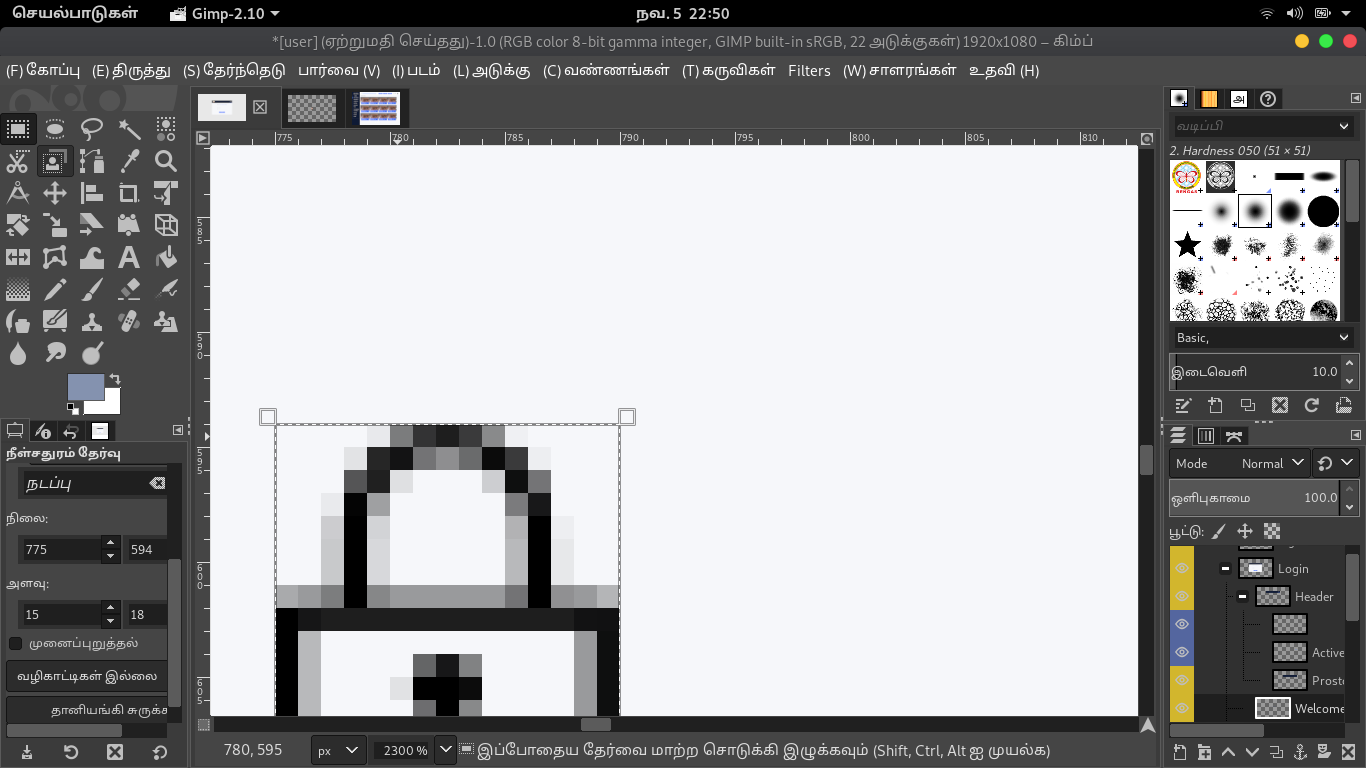 செயல்பாடுகள் Gimp-2.10 நவ. 5 22:50
*[user] (ஏற்றுமதி செய்தது)-1.0 (RGB color 8-bit gamma integer, GIMP built-in sRGB, 22 அடுக்குகள்) 1920x1080 – கிம்ப்
(F) கோப்பு (E) திருத்து (S) தேர்ந்தெடு பார்வை (V) (I) படம் (L) அடுக்கு (C) வண்ணங்கள் (T) கருவிகள் Filters (W) சாளரங்கள் உதவி (H)
775 780 785 790 795 800 805 810
வடிப்பி
2. Hardness 050 (51 × 51)
Basic,
இடைவெளி 10.0
585
590
595
600
605
நீள்சதுரம் தேர்வு
நடப்பு
நிலை:
775 594
அளவு:
15 18
முனைப்புறுத்தல்
வழிகாட்டிகள் இல்லை
தானியங்கி சுருக்க
Mode Normal
ஒளிபுகாமை 100.0
பூட்டு:
Login
Header
Active
Prost
Welcome
780, 595 px 2300 % இப்போதைய தேர்வை மாற்ற சொடுக்கி இழுக்கவும் (Shift, Ctrl, Alt ஐ முயல்க)